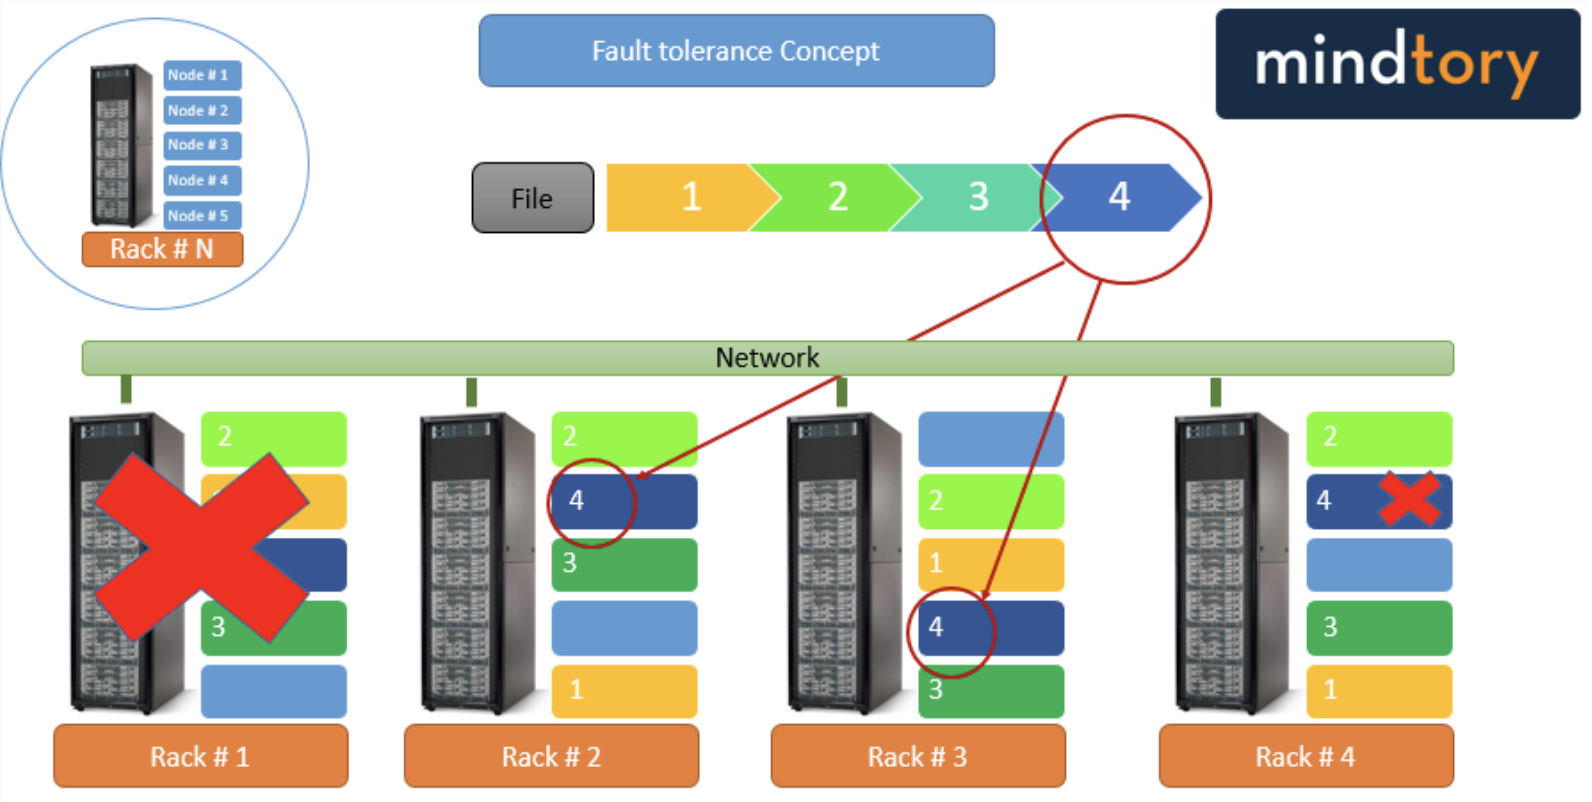 Fault tolerance Concept
mindtory
Node # 1
Node # 2
Node # 3
Node # 4
Node # 5
Rack # N
File
1
2
3
4
Network
2
3
Rack # 1
2
4
3
1
Rack # 2
2
1
4
3
Rack # 3
2
4
3
1
Rack # 4